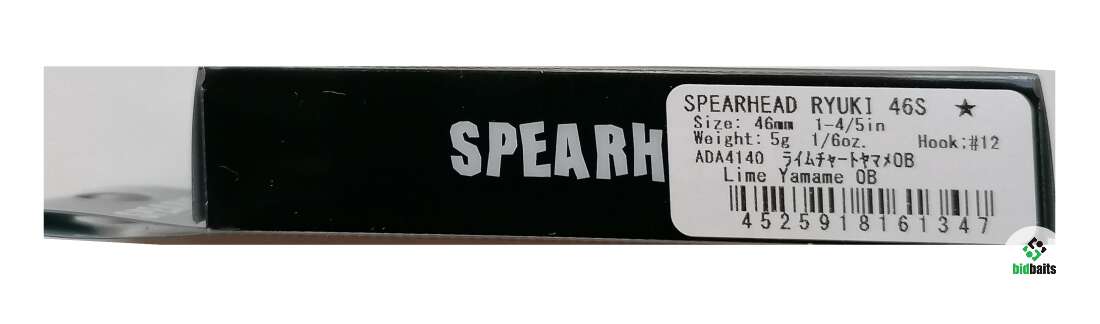 SPEARH
SPEARHEAD RYUKI 46S ★
Size: 46mm 1-4/5in
Weight: 5g 1/6oz. Hook:#12
ADA4140 ライムチャートヤマメOB
Lime Yamame OB
4525918161347
bidbaits